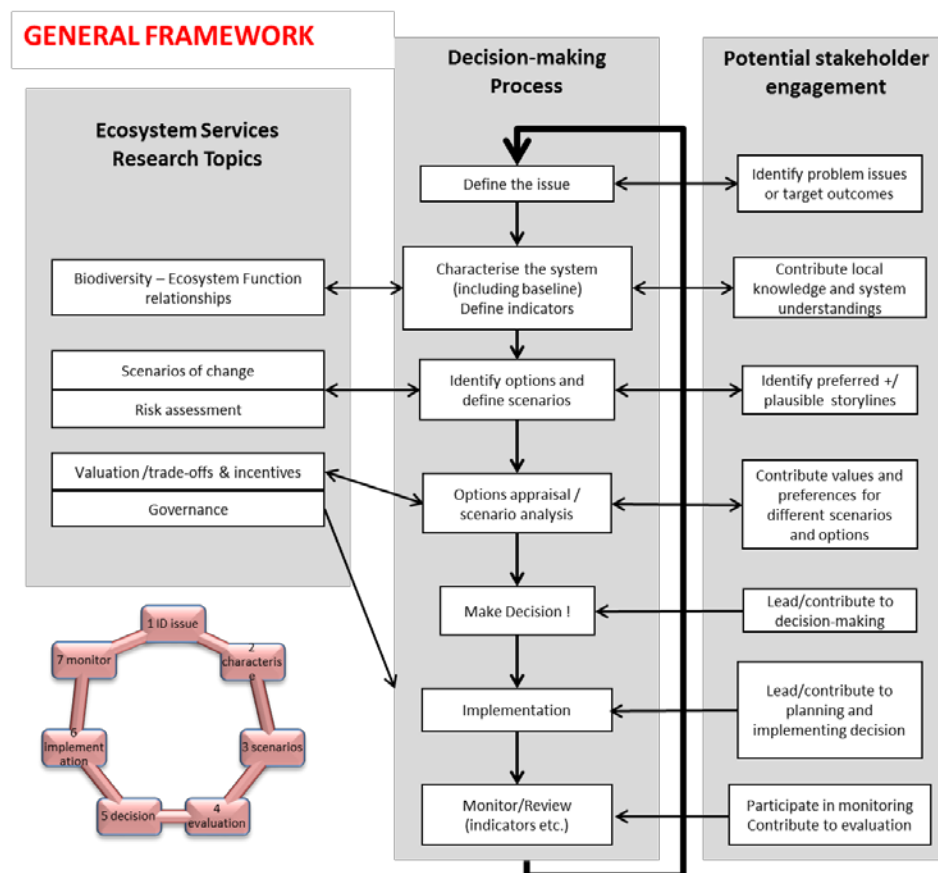 GENERAL FRAMEWORK
Ecosystem Services
Research Topics
Biodiversity – Ecosystem Function
relationships
Scenarios of change
Risk assessment
Valuation /trade-offs & incentives
Governance
1 ID issue
2
characteris
e
3 scenarios
4
evaluation
5 decision
6
implement
ation
7 monitor
Decision-making
Process
Define the issue
Characterise the system
(including baseline)
Define indicators
Identify options and
define scenarios
Options appraisal /
scenario analysis
Make Decision !
Implementation
Monitor/Review
(indicators etc.)
Potential stakeholder
engagement
Identify problem issues
or target outcomes
Contribute local
knowledge and system
understandings
Identify preferred +/
plausible storylines
Contribute values and
preferences for
different scenarios
and options
Lead/contribute to
decision-making
Lead/contribute to
planning and
implementing decision
Participate in monitoring
Contribute to evaluation